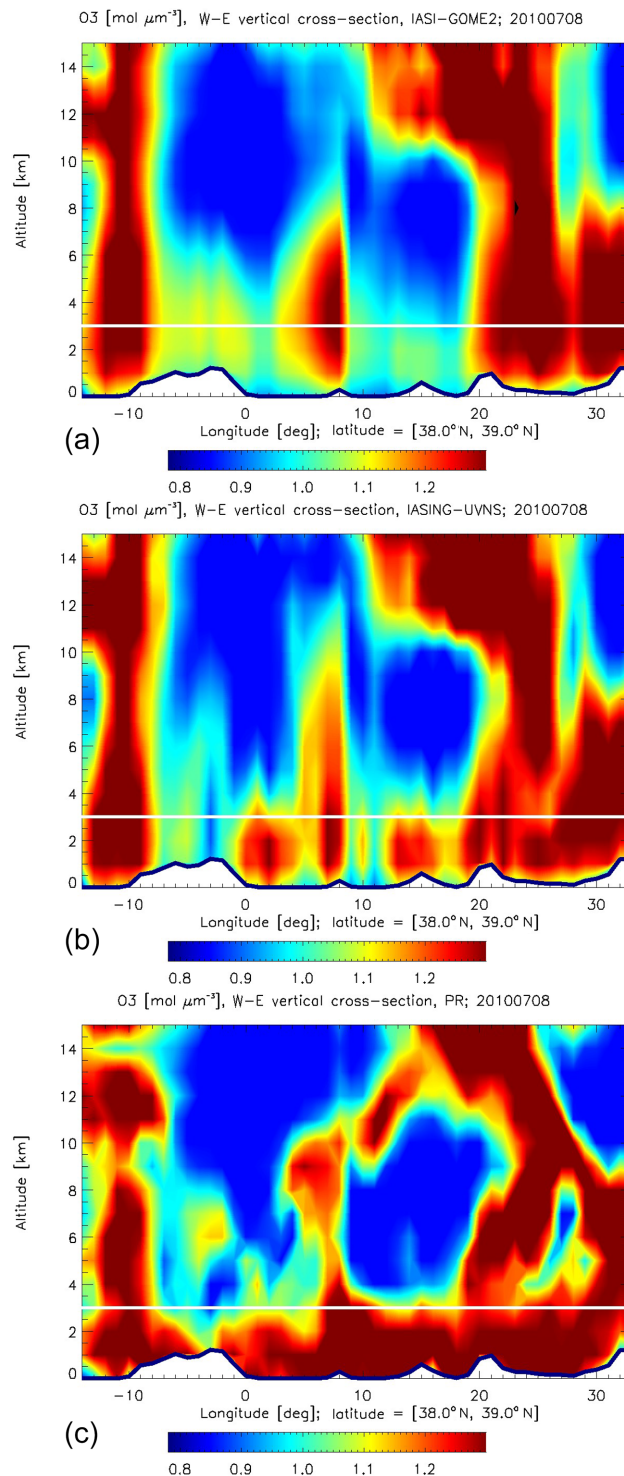 O3 [mol μm⁻³], W-E vertical cross-section, IASI-GOME2; 20100708
14
12
10
8
6
4
2
0
Altitude [km]
-10 0 10 20 30
Longitude [deg]; latitude = [38.0°N, 39.0°N]
(a)
0.8 0.9 1.0 1.1 1.2
O3 [mol μm⁻³], W-E vertical cross-section, IASING-UVNS; 20100708
14
12
10
8
6
4
2
0
Altitude [km]
-10 0 10 20 30
Longitude [deg]; latitude = [38.0°N, 39.0°N]
(b)
0.8 0.9 1.0 1.1 1.2
O3 [mol μm⁻³], W-E vertical cross-section, PR; 20100708
14
12
10
8
6
4
2
0
Altitude [km]
-10 0 10 20 30
Longitude [deg]; latitude = [38.0°N, 39.0°N]
(c)
0.8 0.9 1.0 1.1 1.2